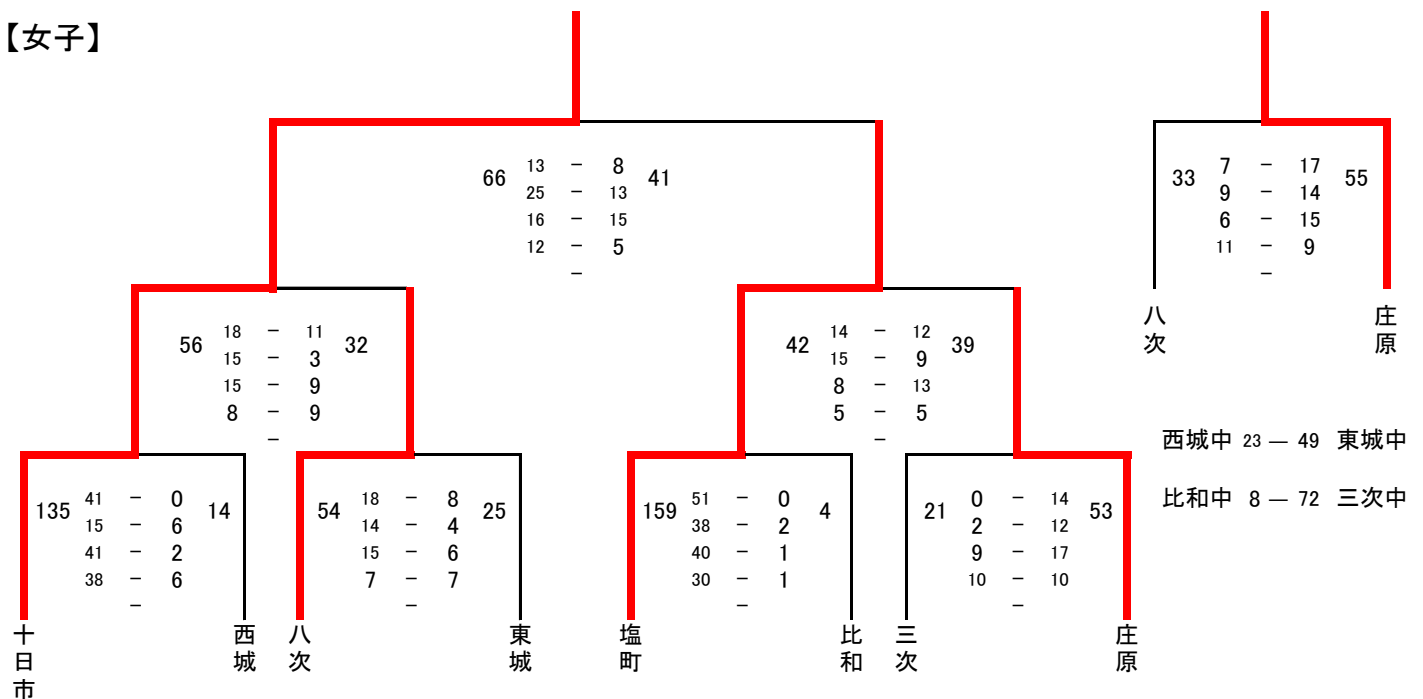 【女子】
66 13 - 8 41
25 - 13
16 - 15
12 - 5
-
33 7 - 17 55
9 - 14
6 - 15
11 - 9
-
八次
庄原
56 18 - 11 32
15 - 3
15 - 9
8 - 9
-
42 14 - 12 39
15 - 9
8 - 13
5 - 5
-
西城中 23 ― 49 東城中
比和中 8 ― 72 三次中
135 41 - 0 14
15 - 6
41 - 2
38 - 6
-
54 18 - 8 25
14 - 4
15 - 6
7 - 7
-
159 51 - 0 4
38 - 2
40 - 1
30 - 1
-
21 0 - 14 53
2 - 12
9 - 17
10 - 10
-
十日市
西城
八次
東城
塩町
比和
三次
庄原